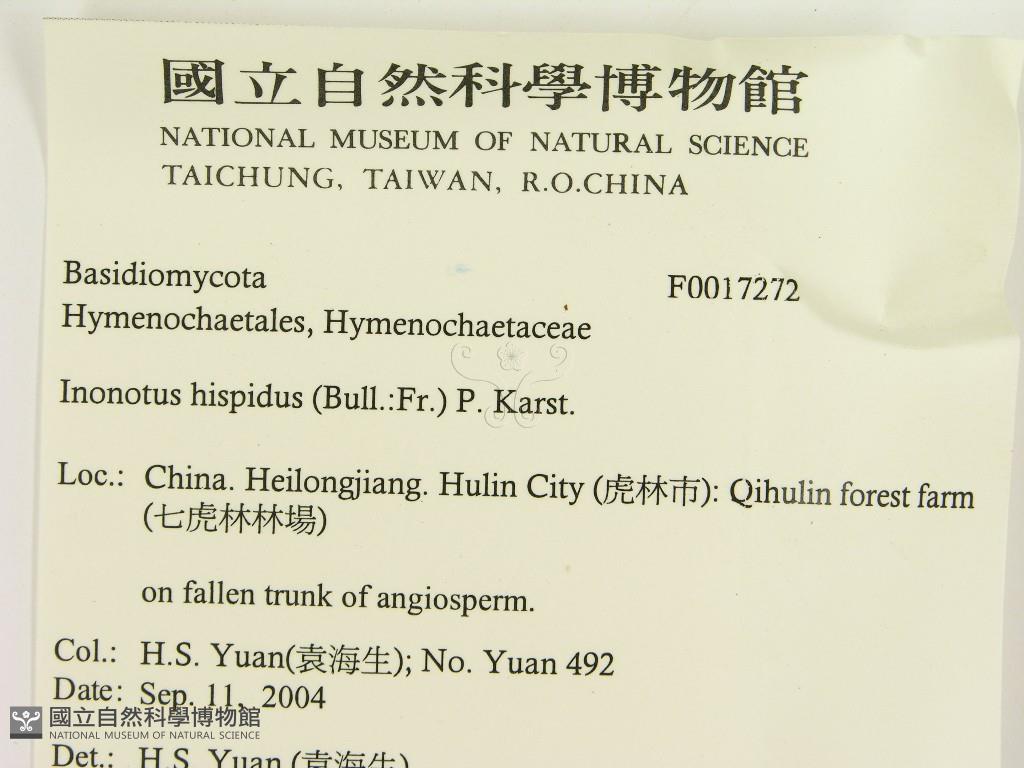 國立自然科學博物館
NATIONAL MUSEUM OF NATURAL SCIENCE
TAICHUNG, TAIWAN, R.O.CHINA
Basidiomycota F0017272
Hymenochaetales, Hymenochaetaceae
Inonotus hispidus (Bull.:Fr.) P. Karst.
Loc.: China. Heilongjiang. Hulin City (虎林市): Qihulin forest farm
(七虎林林場)
on fallen trunk of angiosperm.
Col.: H.S. Yuan(袁海生); No. Yuan 492
Date: Sep. 11, 2004
Det.: H.S. Yuan (袁海生)
國立自然科學博物館
NATIONAL MUSEUM OF NATURAL SCIENCE